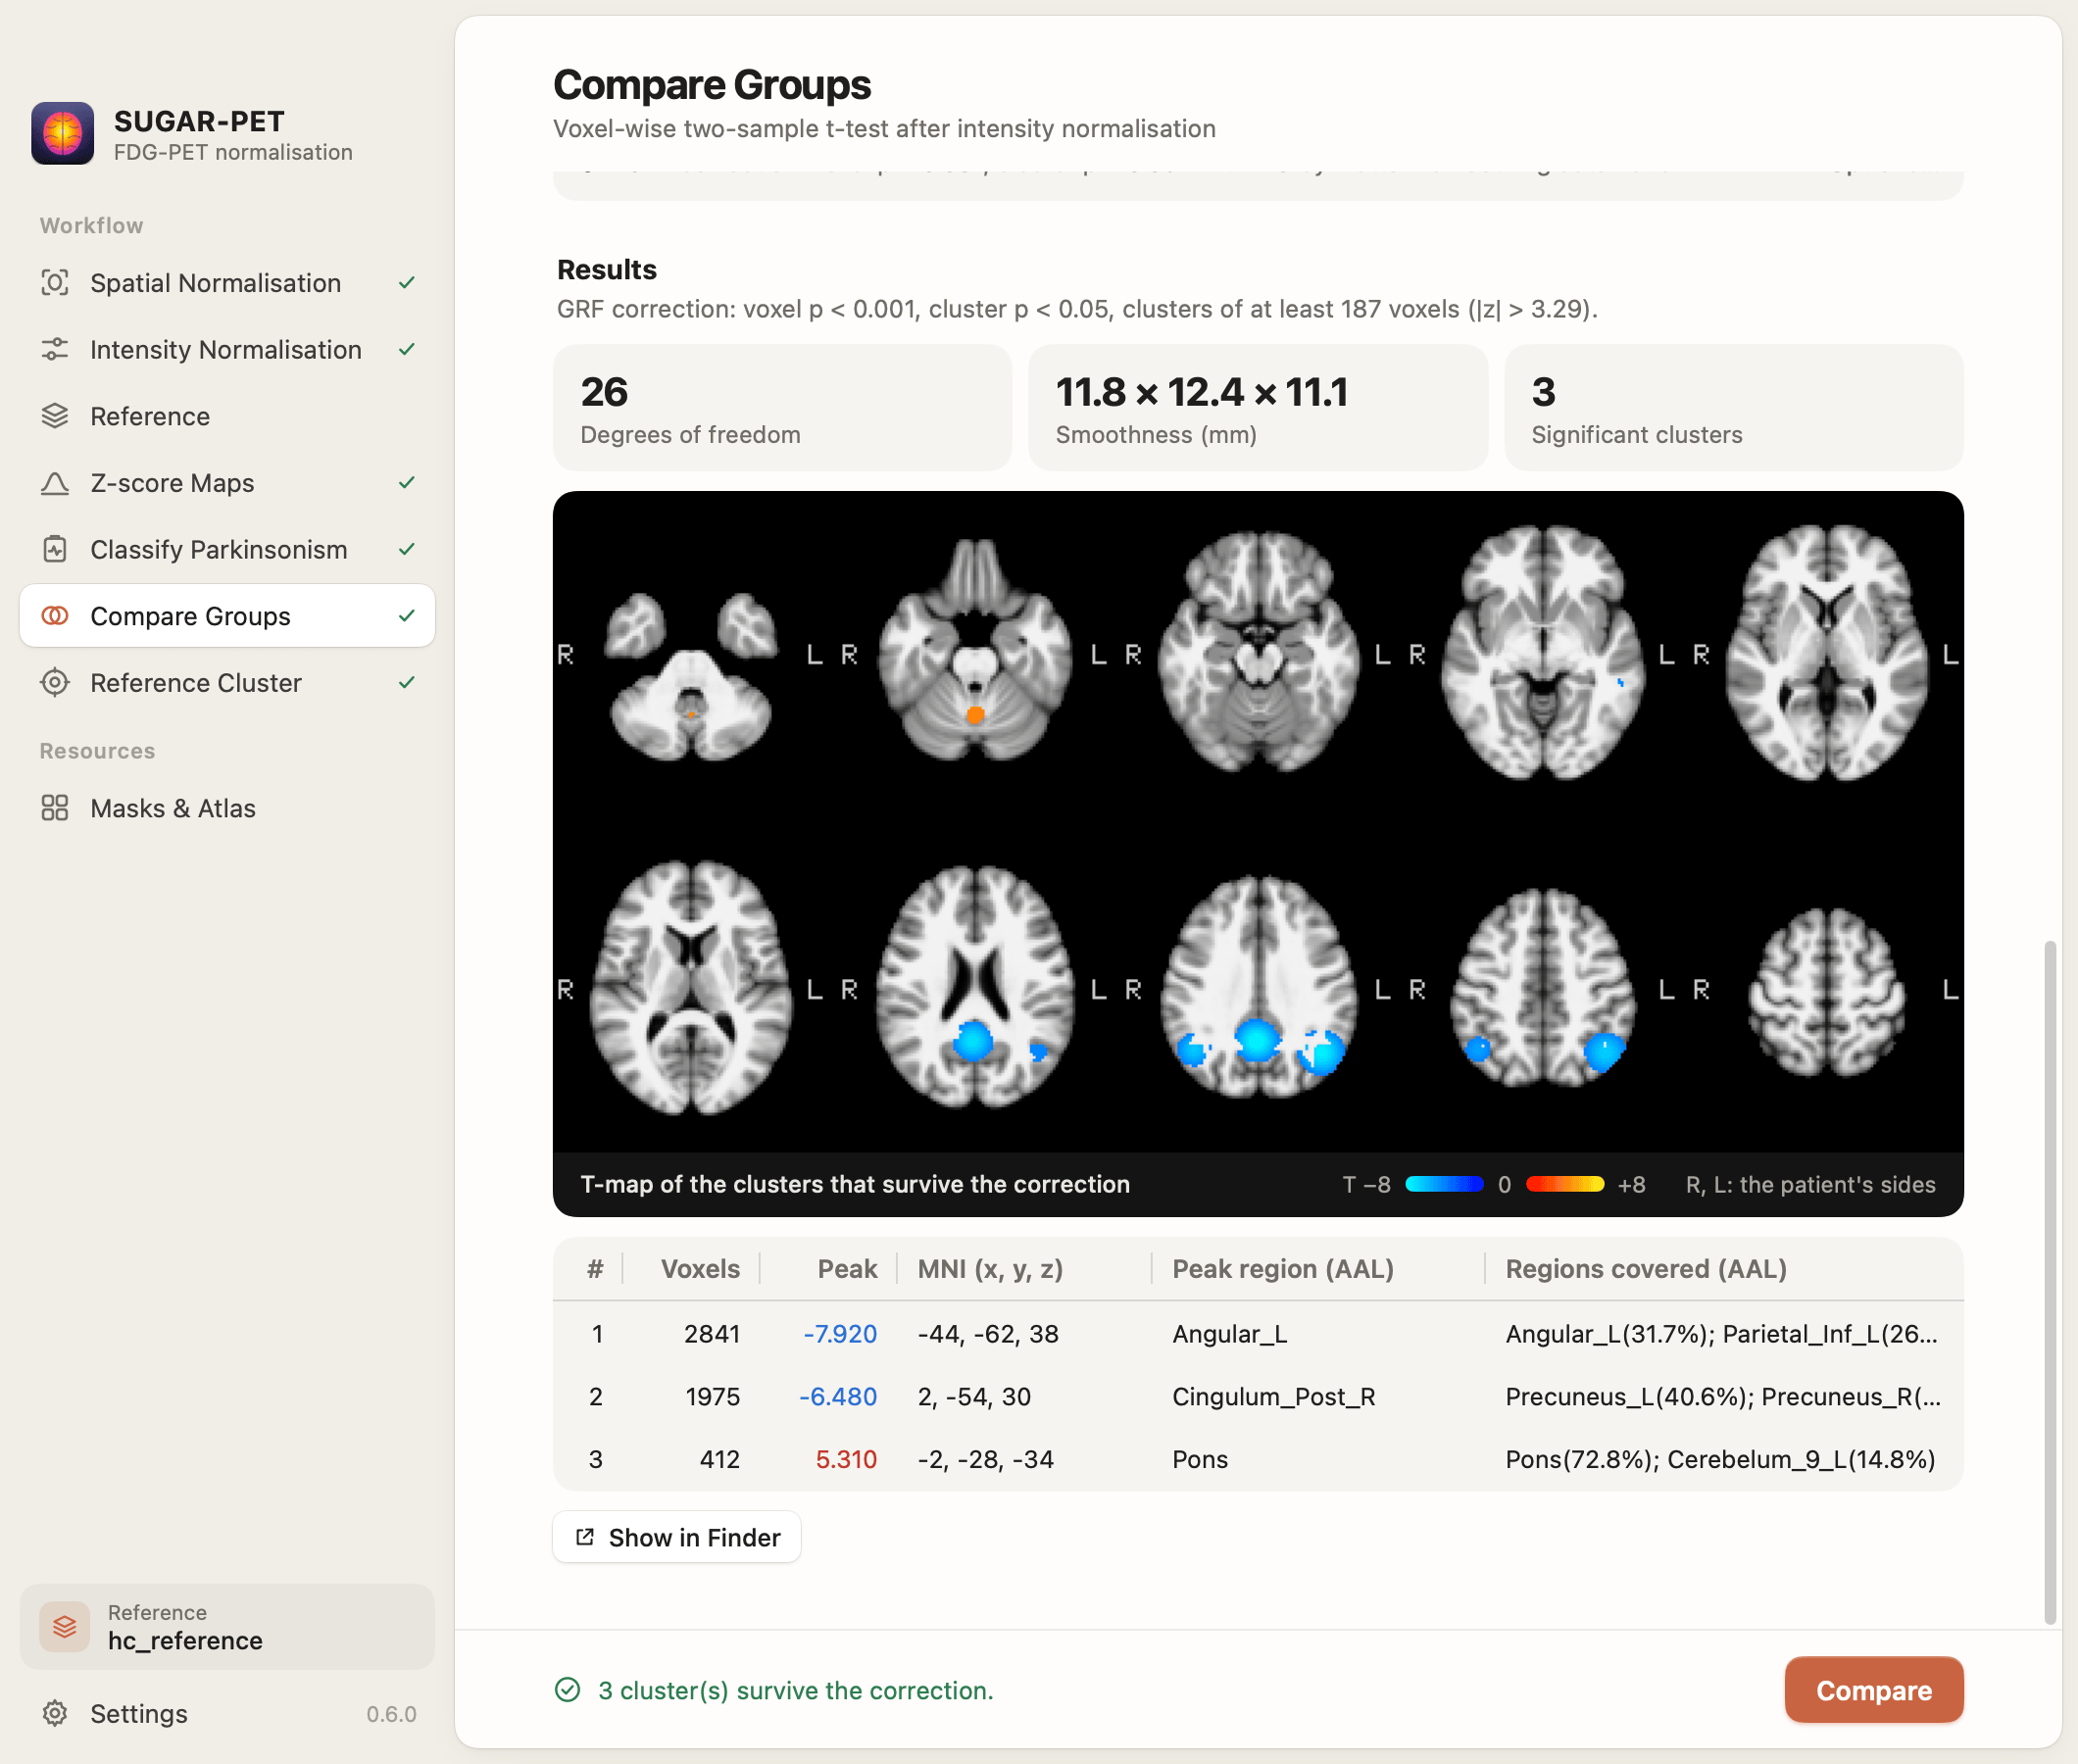 SUGAR-PET
FDG-PET normalisation
Workflow
Spatial Normalisation
Intensity Normalisation
Reference
Z-score Maps
Classify Parkinsonism
Compare Groups
Reference Cluster
Resources
Masks & Atlas
Reference
hc_reference
Settings 0.6.0
Compare Groups
Voxel-wise two-sample t-test after intensity normalisation
Results
GRF correction: voxel p < 0.001, cluster p < 0.05, clusters of at least 187 voxels (|z| > 3.29).
26
Degrees of freedom
11.8 × 12.4 × 11.1
Smoothness (mm)
3
Significant clusters
R L R L R L R L R L
R L R L R L R L R L
T-map of the clusters that survive the correction T −8 0 +8 R, L: the patient's sides
# Voxels Peak MNI (x, y, z) Peak region (AAL) Regions covered (AAL)
1 2841 -7.920 -44, -62, 38 Angular_L Angular_L(31.7%); Parietal_Inf_L(26...
2 1975 -6.480 2, -54, 30 Cingulum_Post_R Precuneus_L(40.6%); Precuneus_R(...
3 412 5.310 -2, -28, -34 Pons Pons(72.8%); Cerebelum_9_L(14.8%)
Show in Finder
3 cluster(s) survive the correction.
Compare